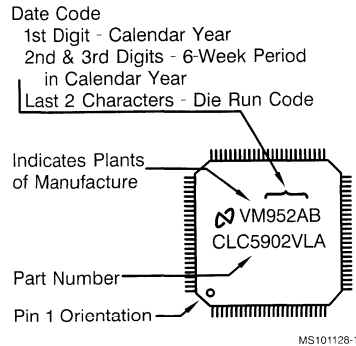 Date Code
1st Digit - Calendar Year
2nd & 3rd Digits - 6-Week Period
in Calendar Year
Last 2 Characters - Die Run Code
Indicates Plants
of Manufacture
VM952AB
CLC5902VLA
Part Number
Pin 1 Orientation
MS101128-1